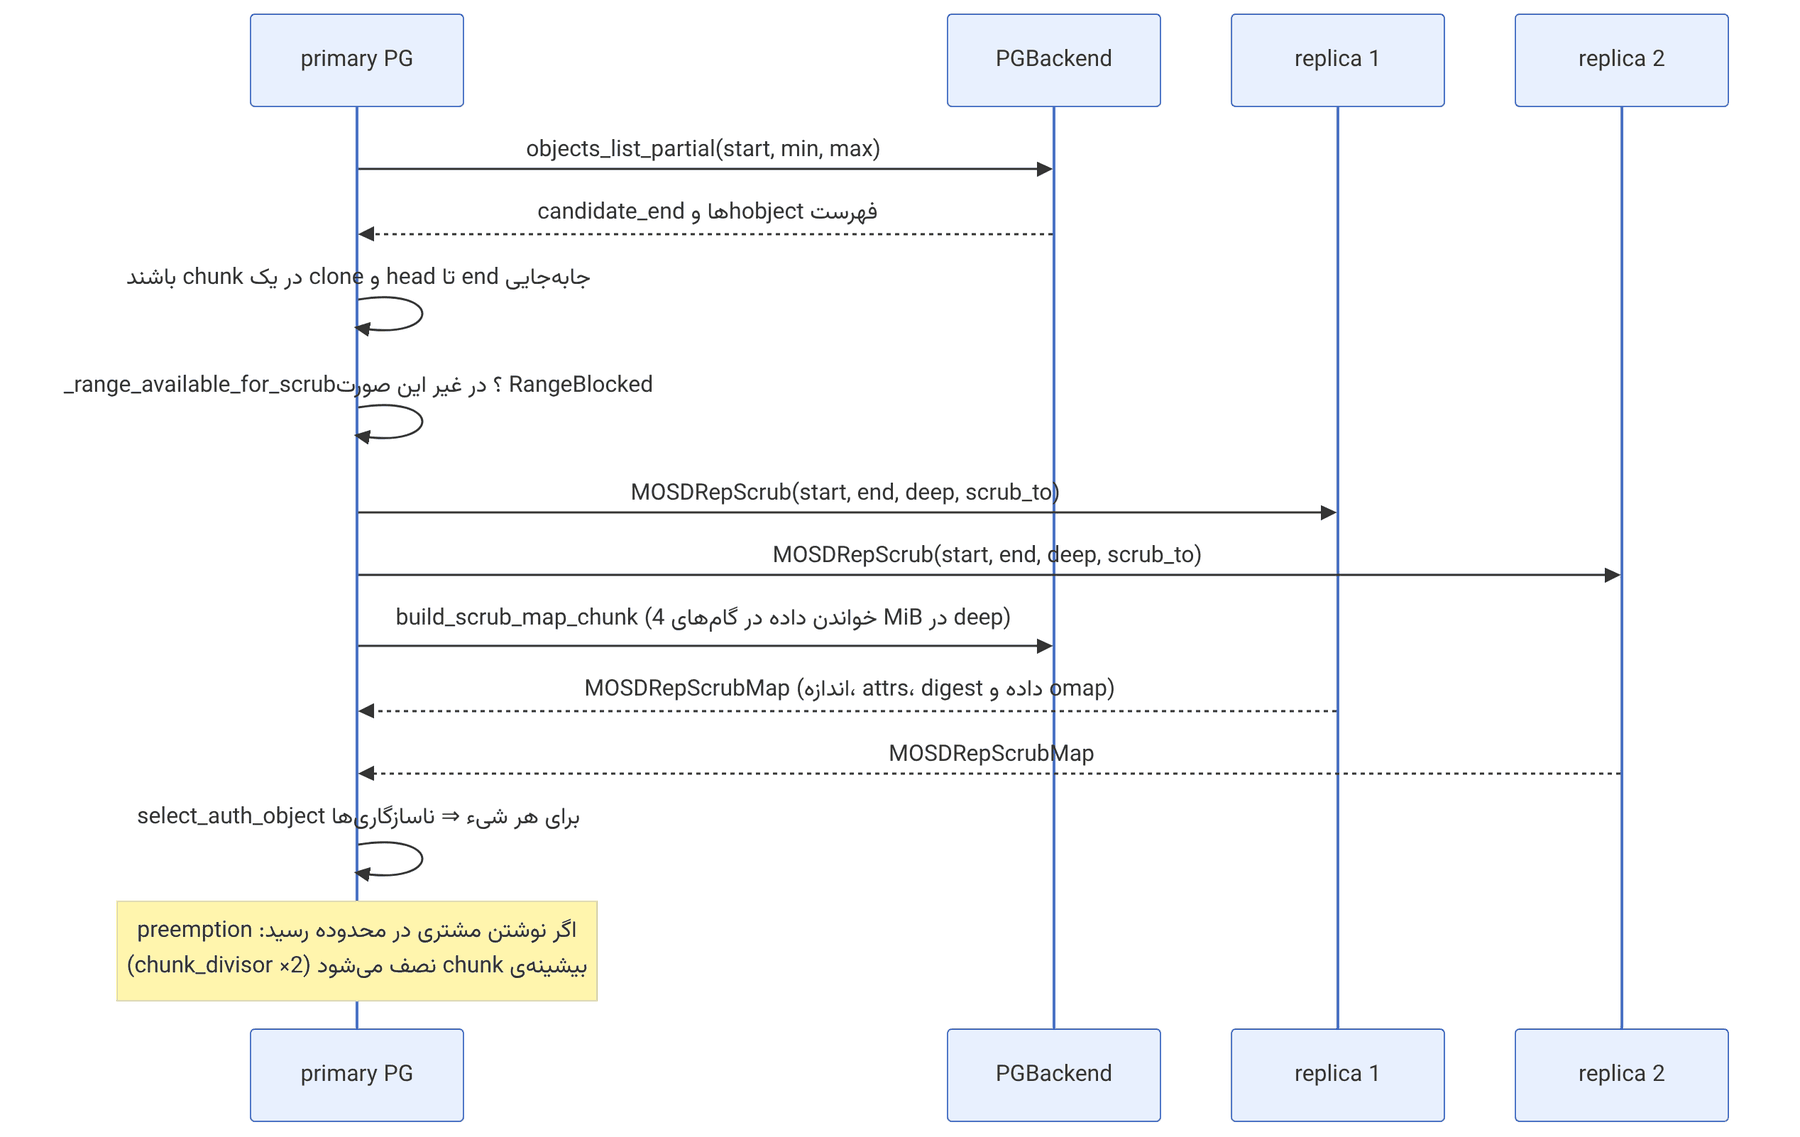 primary PG
PGBackend
replica 1
replica 2
objects_list_partial(start, min, max)
فهرست hobjectها و candidate_end
جابه‌جایی end تا head و clone در یک chunk باشند
_range_available_for_scrub؟ در غیر این صورت RangeBlocked
MOSDRepScrub(start, end, deep, scrub_to)
MOSDRepScrub(start, end, deep, scrub_to)
build_scrub_map_chunk (خواندن داده در گام‌های 4 MiB در deep)
MOSDRepScrubMap (اندازه، attrs، digest داده و omap)
MOSDRepScrubMap
select_auth_object برای هر شیء ⇒ ناسازگاری‌ها
اگر نوشتن مشتری در محدوده رسید: preemption
بیشینه‌ی chunk نصف می‌شود (chunk_divisor ×2)
primary PG
PGBackend
replica 1
replica 2